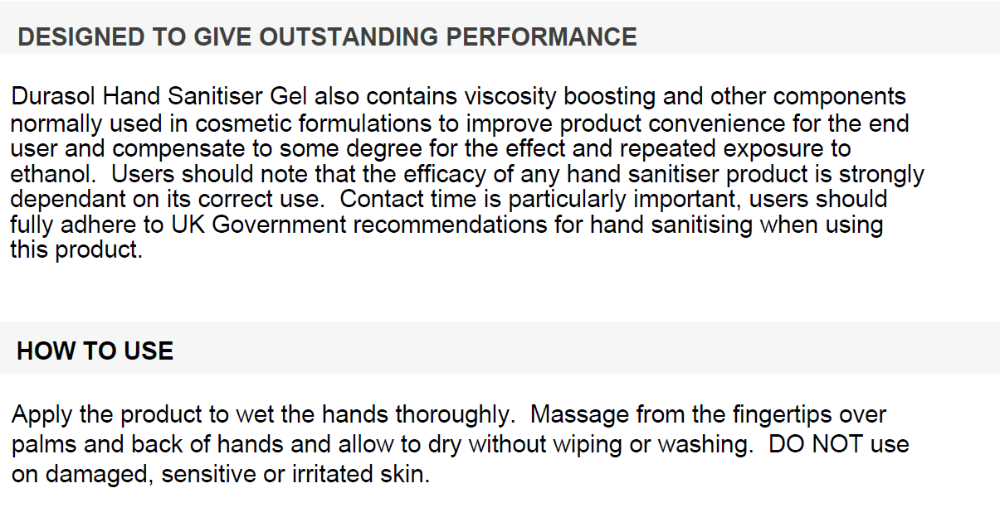 DESIGNED TO GIVE OUTSTANDING PERFORMANCE
Durasol Hand Sanitiser Gel also contains viscosity boosting and other components
normally used in cosmetic formulations to improve product convenience for the end
user and compensate to some degree for the effect and repeated exposure to
ethanol.  Users should note that the efficacy of any hand sanitiser product is strongly
dependant on its correct use.  Contact time is particularly important, users should
fully adhere to UK Government recommendations for hand sanitising when using
this product.
HOW TO USE
Apply the product to wet the hands thoroughly.  Massage from the fingertips over
palms and back of hands and allow to dry without wiping or washing.  DO NOT use
on damaged, sensitive or irritated skin.